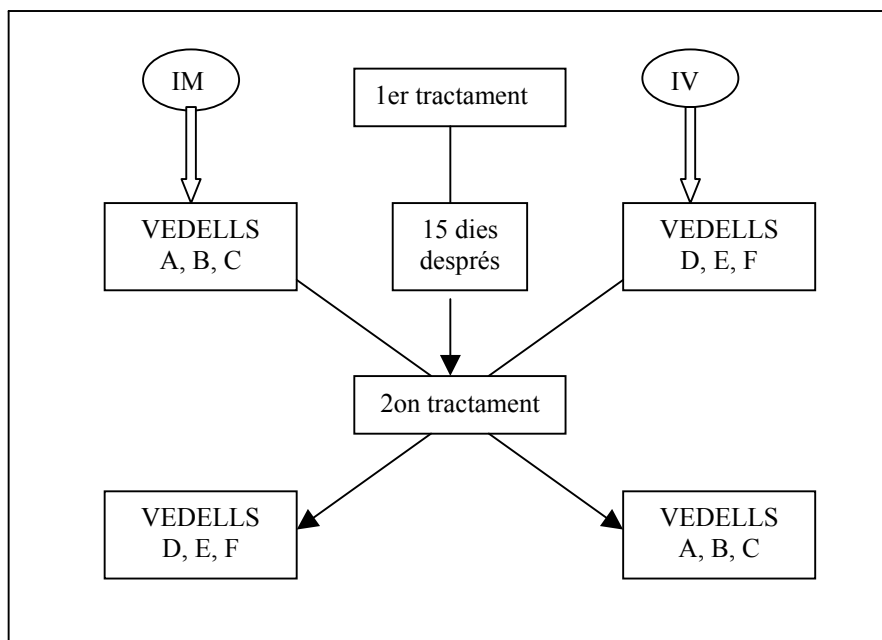 IM
1er tractament
IV
VEDELLS
A, B, C
15 dies
després
VEDELLS
D, E, F
2on tractament
VEDELLS
D, E, F
VEDELLS
A, B, C